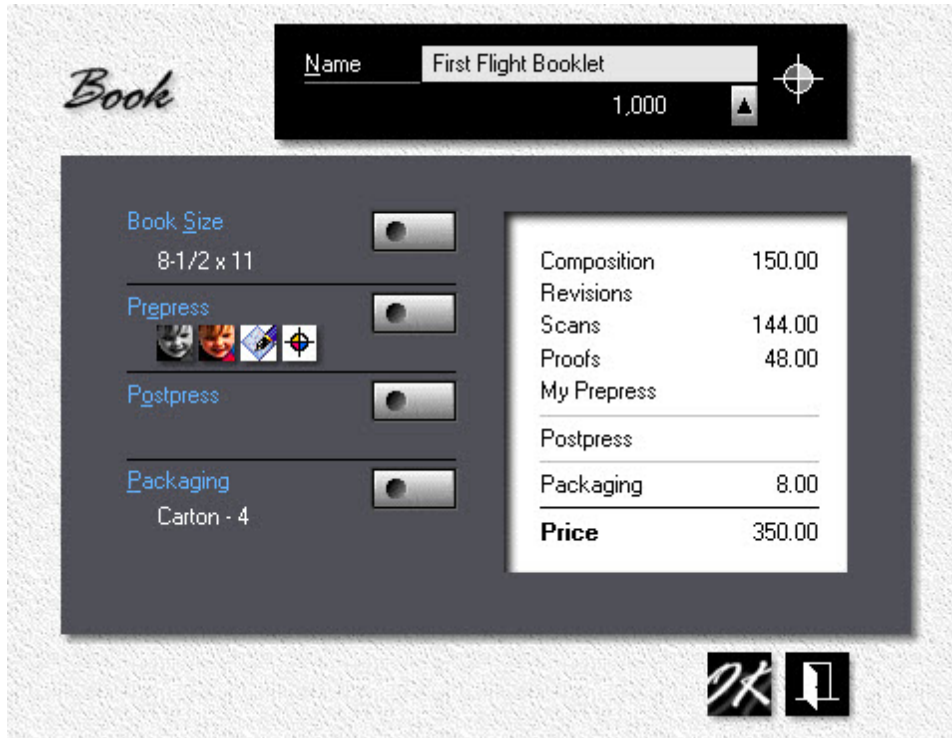 Book
Name First Flight Booklet
1,000
Book Size
8-1/2 x 11
Prepress
Postpress
Packaging
Carton - 4
Composition 150.00
Revisions
Scans 144.00
Proofs 48.00
My Prepress
Postpress
Packaging 8.00
Price 350.00
OK